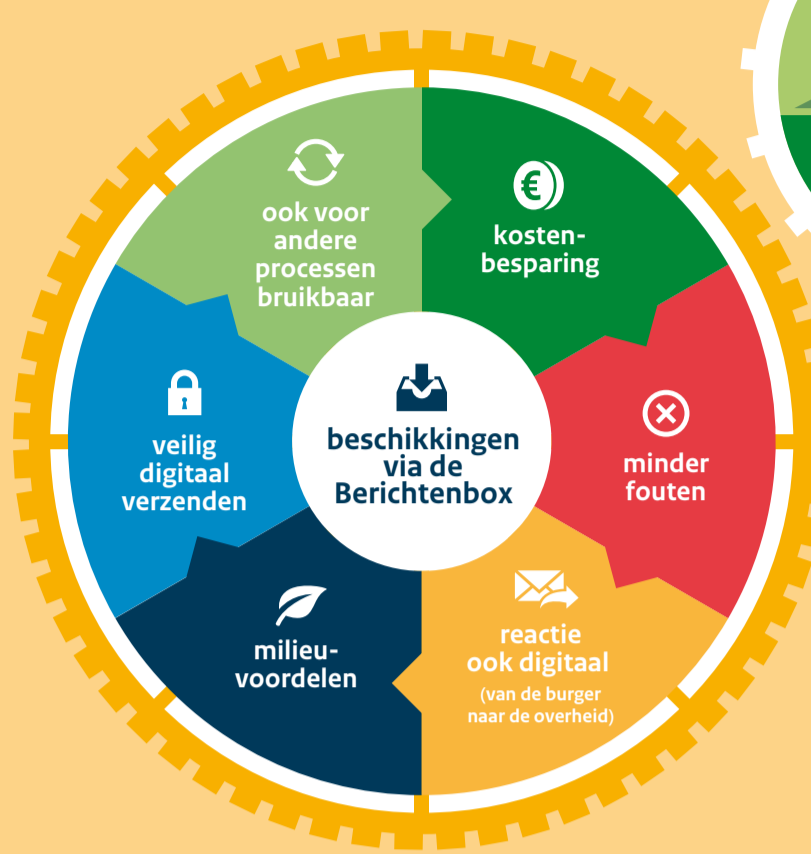 ook voor
andere
processen
bruikbaar
€
kosten-
besparing
veilig
digitaal
verzenden
beschikkingen
via de
Berichtenbox
minder
fouten
milieu-
voordelen
reactie
ook digitaal
(van de burger
naar de overheid)